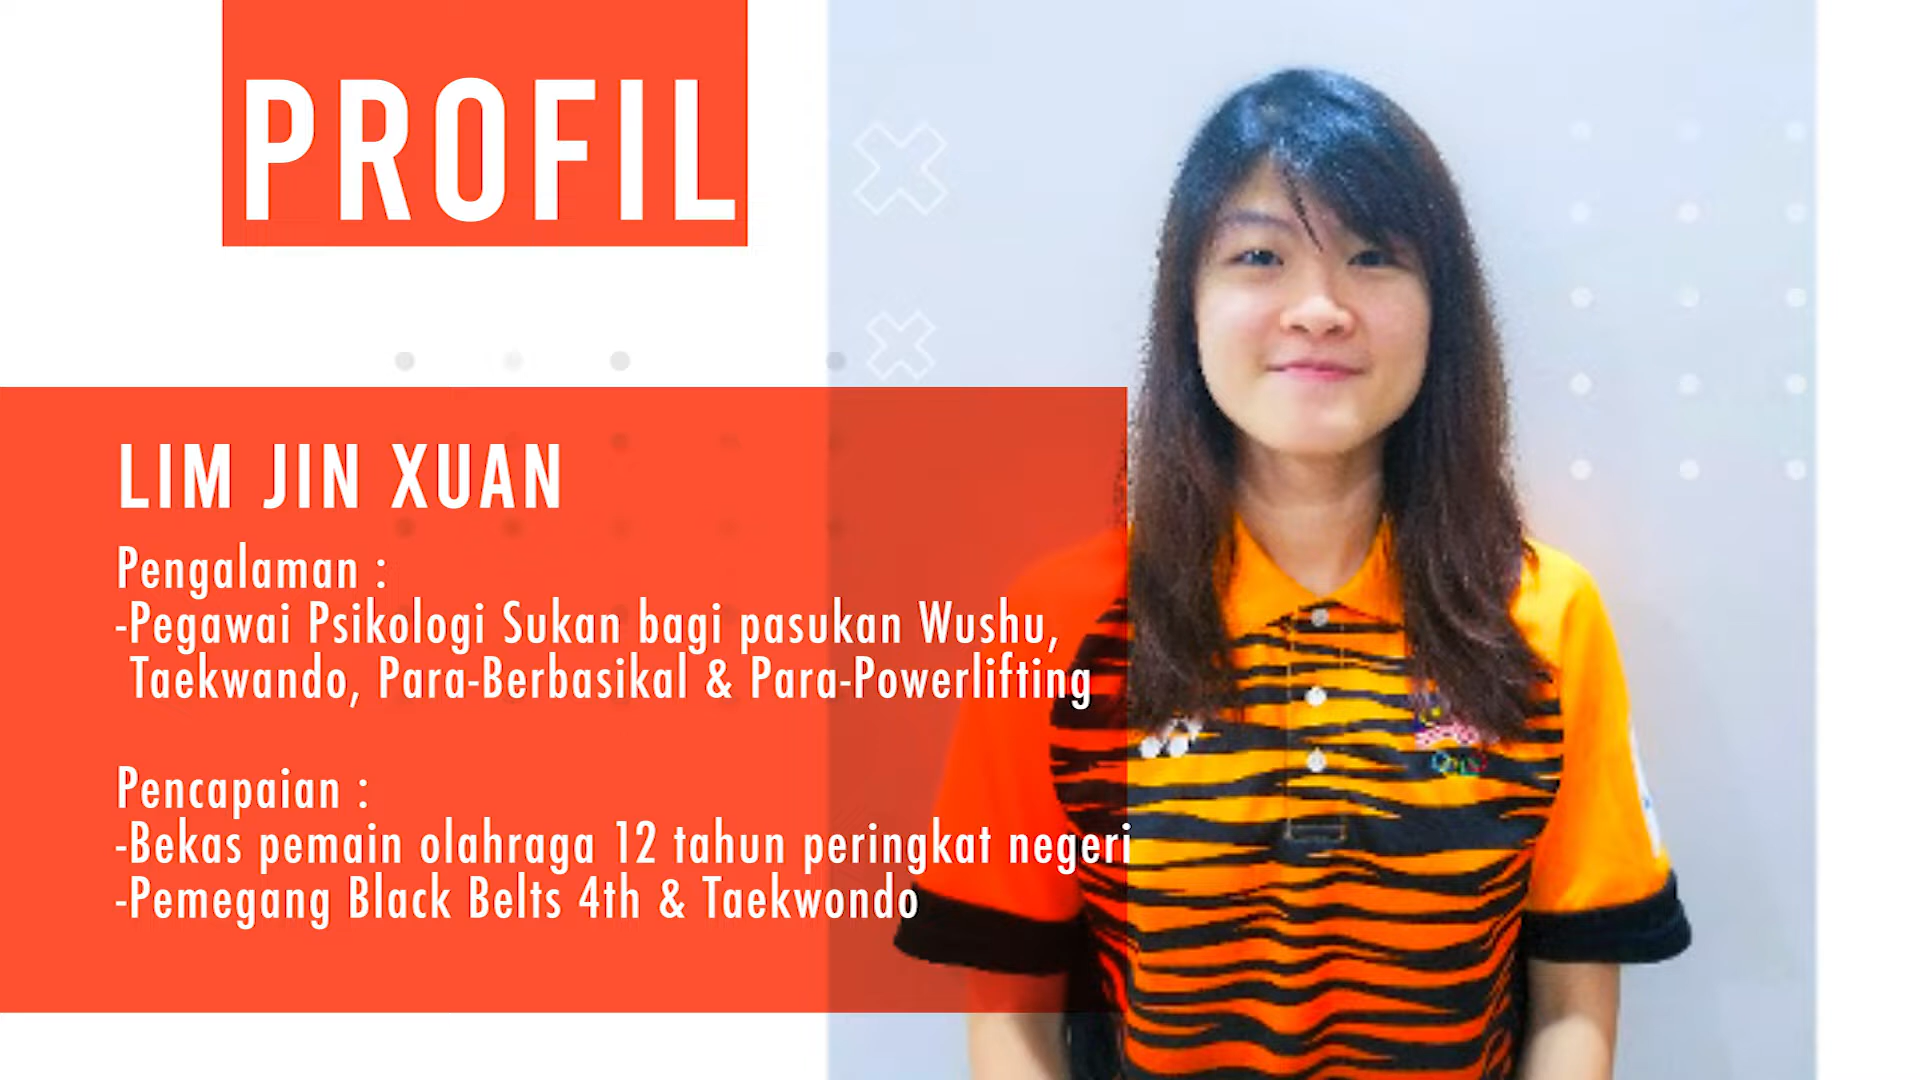 PROFIL
LIM JIN XUAN
Pengalaman :
-Pegawai Psikologi Sukan bagi pasukan Wushu,
Taekwando, Para-Berbasikal & Para-Powerlifting
Pencapaian :
-Bekas pemain olahraga 12 tahun peringkat negeri
-Pemegang Black Belts 4th & Taekwondo